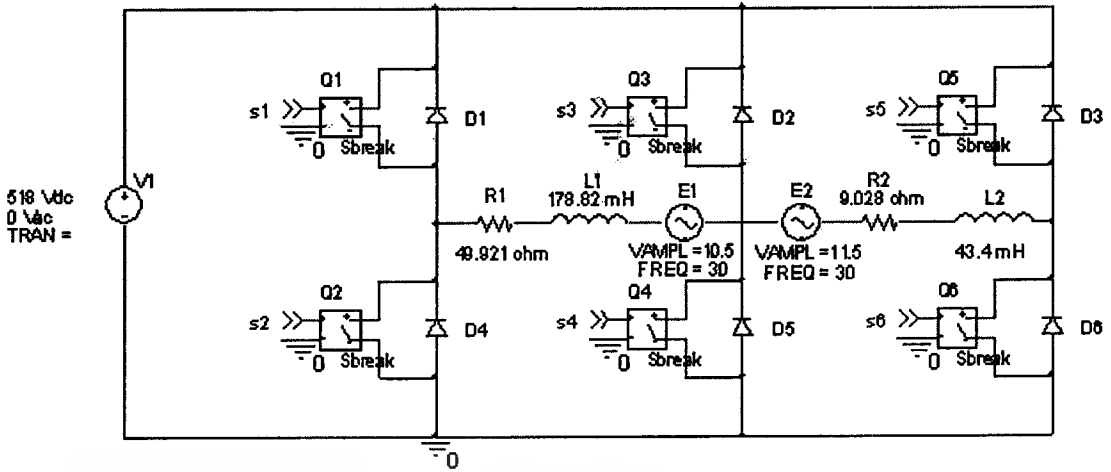 V1
518 Vdc
0 Vac
TRAN =
Q1
s1
0
Sbreak
D1
Q3
s3
0
Sbreak
D2
Q5
s5
0
Sbreak
D3
R1
49.921 ohm
L1
178.82 mH
E1
VAMPL =10.5
FREQ = 30
E2
VAMPL =11.5
FREQ = 30
R2
9.028 ohm
L2
43.4 mH
Q2
s2
0
Sbreak
D4
Q4
s4
0
Sbreak
D5
Q6
s6
0
Sbreak
D6
0